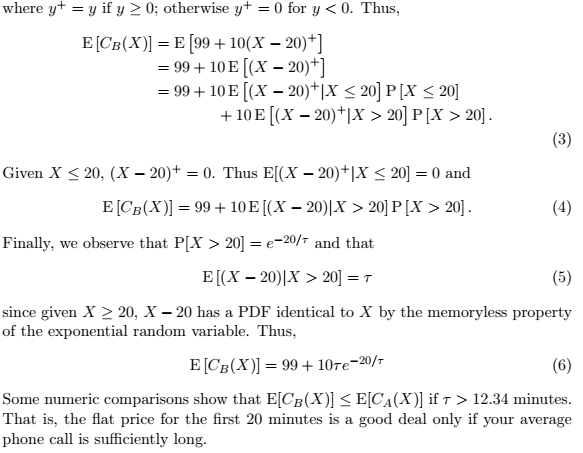 where y⁺ = y if y ≥ 0; otherwise y⁺ = 0 for y < 0. Thus,
E [C_B(X)] = E [99 + 10(X − 20)⁺]
= 99 + 10 E [(X − 20)⁺]
= 99 + 10 E [(X − 20)⁺|X ≤ 20] P [X ≤ 20]
+ 10 E [(X − 20)⁺|X > 20] P [X > 20] .
(3)
Given X ≤ 20, (X − 20)⁺ = 0. Thus E[(X − 20)⁺|X ≤ 20] = 0 and
E [C_B(X)] = 99 + 10 E [(X − 20)|X > 20] P [X > 20] . (4)
Finally, we observe that P[X > 20] = e^{−20/τ} and that
E [(X − 20)|X > 20] = τ (5)
since given X ≥ 20, X − 20 has a PDF identical to X by the memoryless property
of the exponential random variable. Thus,
E [C_B(X)] = 99 + 10τe^{−20/τ} (6)
Some numeric comparisons show that E[C_B(X)] ≤ E[C_A(X)] if τ > 12.34 minutes.
That is, the flat price for the first 20 minutes is a good deal only if your average
phone call is sufficiently long.